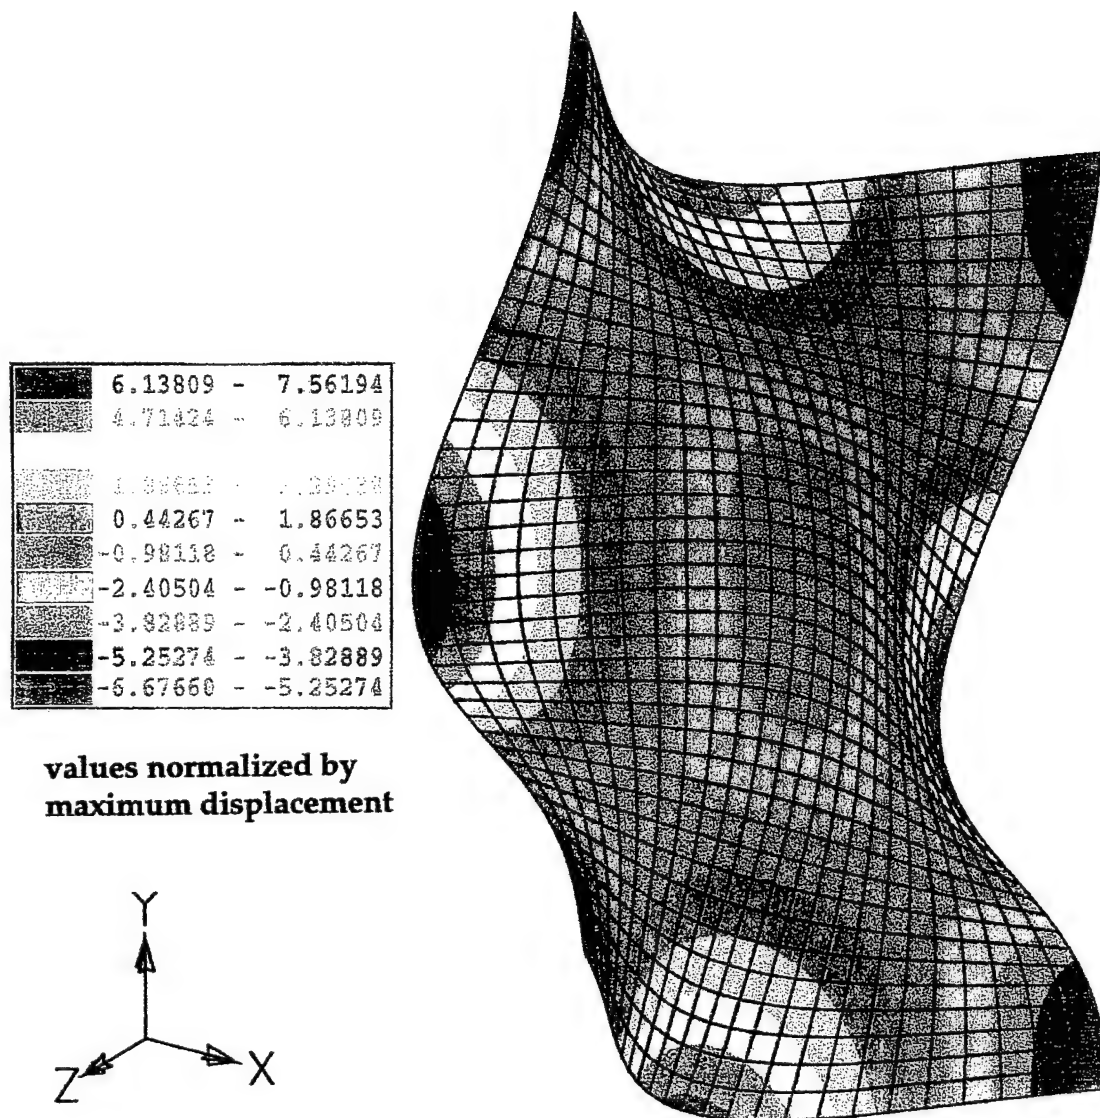 6.13809 - 7.56194
4.71424 - 6.13809
0.44267 - 1.86653
-0.98118 - 0.44267
-2.40504 - -0.98118
-3.82889 - -2.40504
-5.25274 - -3.82889
-6.67660 - -5.25274
values normalized by
maximum displacement
Y
Z
X